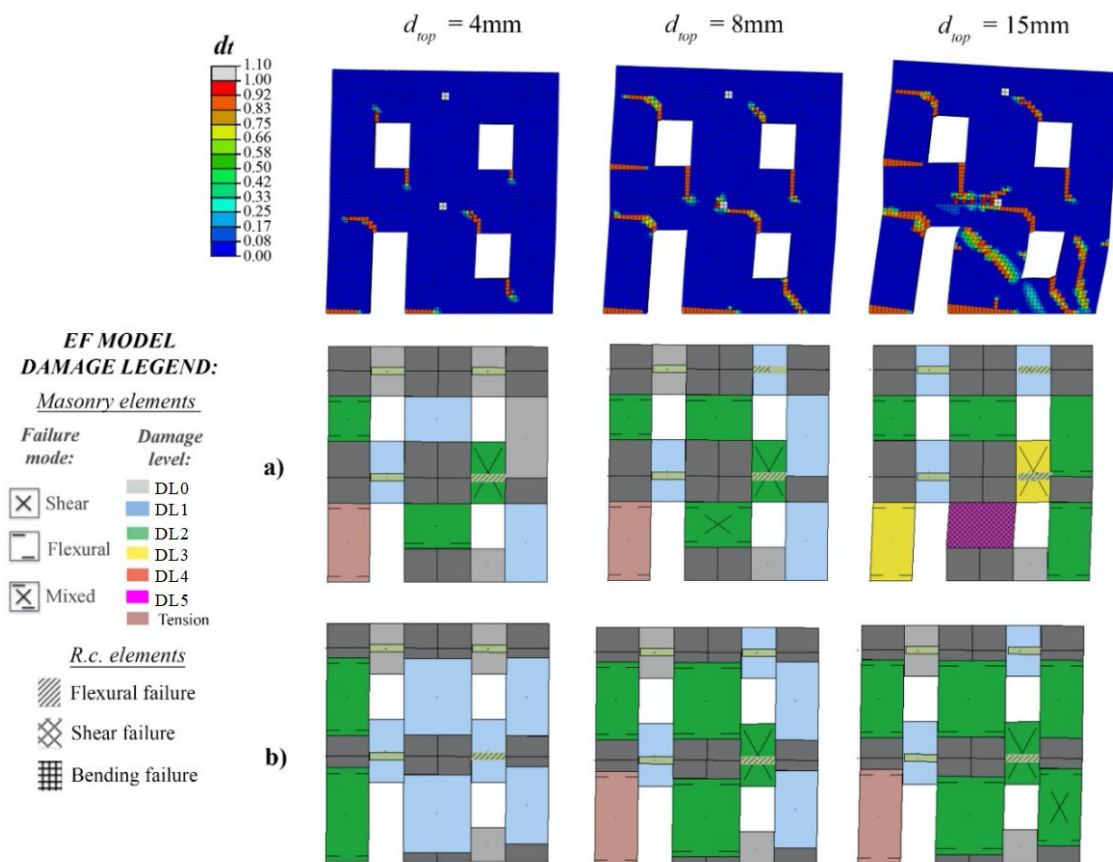 d_top = 4mm
d_top = 8mm
d_top = 15mm
dt
1.10
1.00
0.92
0.83
0.75
0.66
0.58
0.50
0.42
0.33
0.25
0.17
0.08
0.00
EF MODEL
DAMAGE LEGEND:
Masonry elements
Failure
mode:
Damage
level:
Shear
Flexural
Mixed
DL0
DL1
DL2
DL3
DL4
DL5
Tension
R.c. elements
Flexural failure
Shear failure
Bending failure
a)
b)